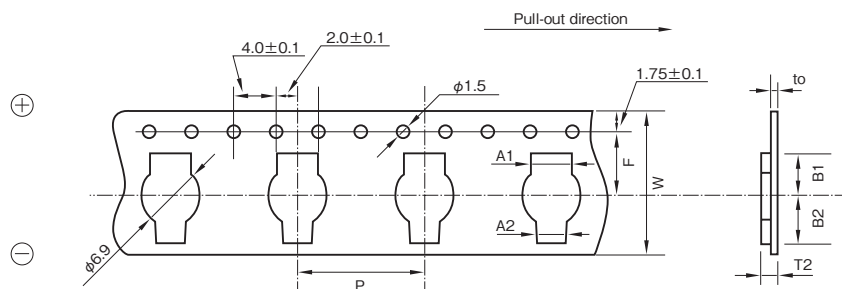 Pull-out direction
2.0±0.1
4.0±0.1
1.75±0.1
to
φ1.5
+
A1
F
W
B1
A2
B2
−
φ6.9
T2
P